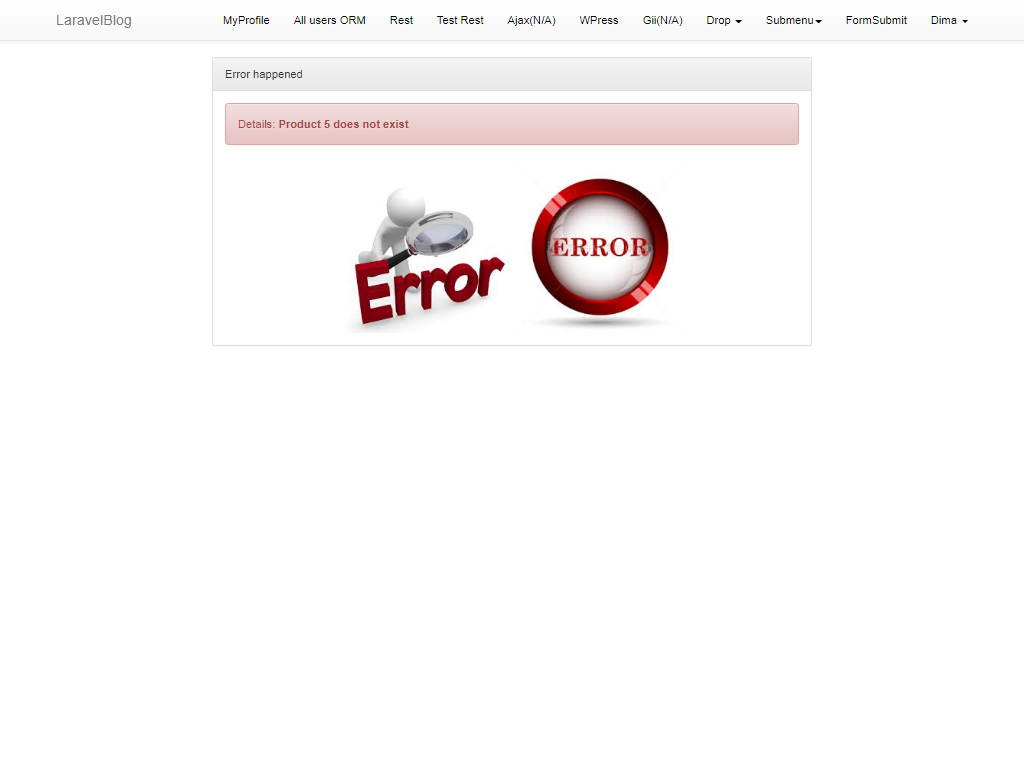 LaravelBlog MyProfile All users ORM Rest Test Rest Ajax(N/A) WPress Gii(N/A) Drop Submenu FormSubmit Dima
Error happened
Details: Product 5 does not exist
Error
ERROR